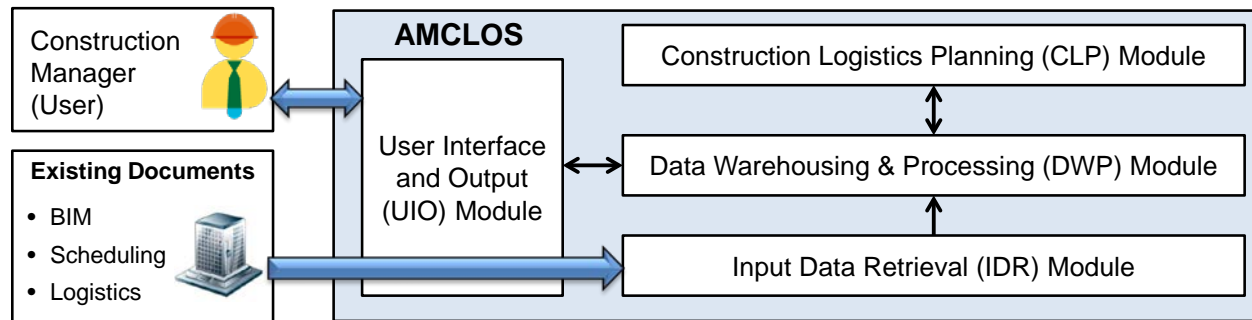 Construction
Manager
(User)
Existing Documents
• BIM
• Scheduling
• Logistics
AMCLOS
User Interface
and Output
(UIO) Module
Construction Logistics Planning (CLP) Module
Data Warehousing & Processing (DWP) Module
Input Data Retrieval (IDR) Module